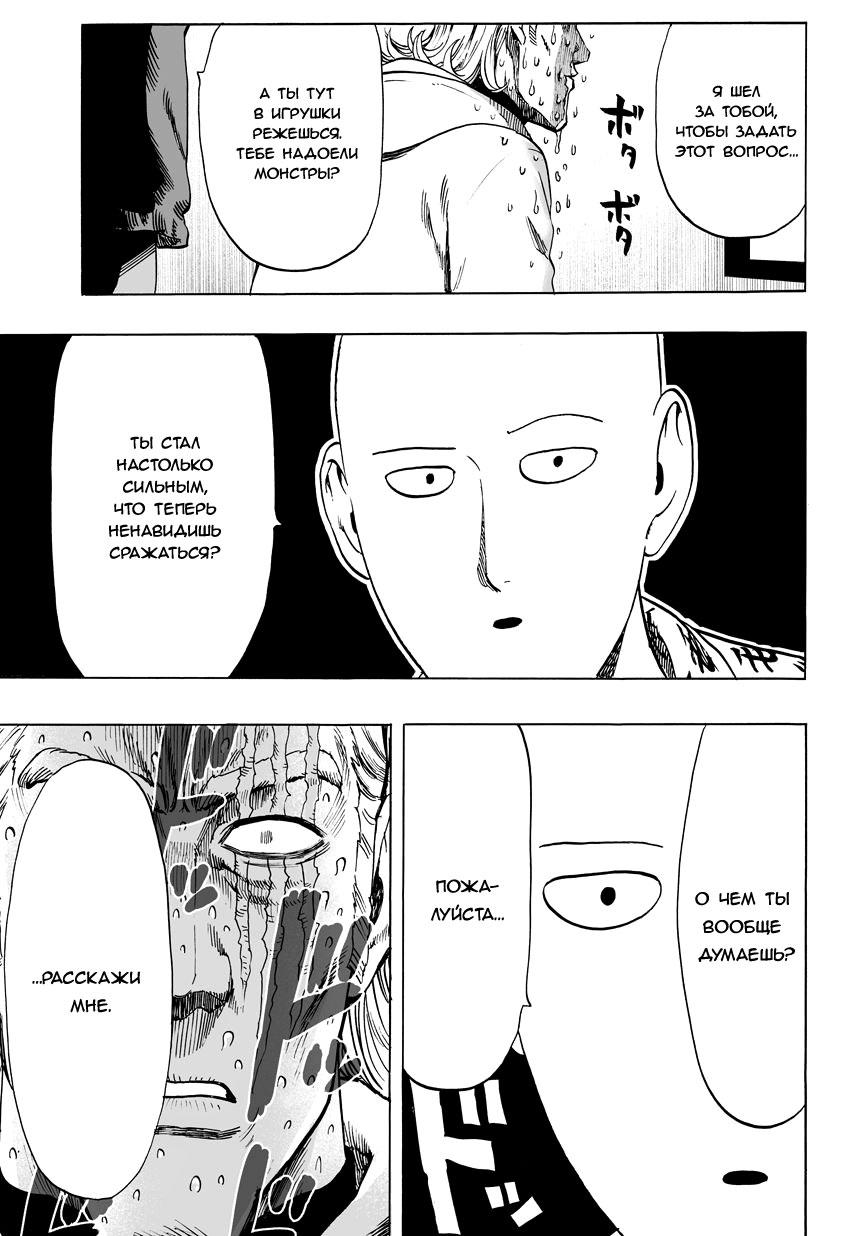 Я ШЕЛ
ЗА ТОБОЙ,
ЧТОБЫ ЗАДАТЬ
ЭТОТ ВОПРОС...
ボタ
ボタ
А ТЫ ТУТ
В ИГРУШКИ
РЕЖЕШЬСЯ.
ТЕБЕ НАДОЕЛИ
МОНСТРЫ?
ТЫ СТАЛ
НАСТОЛЬКО
СИЛЬНЫМ,
ЧТО ТЕПЕРЬ
НЕНАВИДИШЬ
СРАЖАТЬСЯ?
О ЧЕМ ТЫ
ВООБЩЕ
ДУМАЕШЬ?
ПОЖА-
ЛУЙСТА...
...РАССКАЖИ
МНЕ.